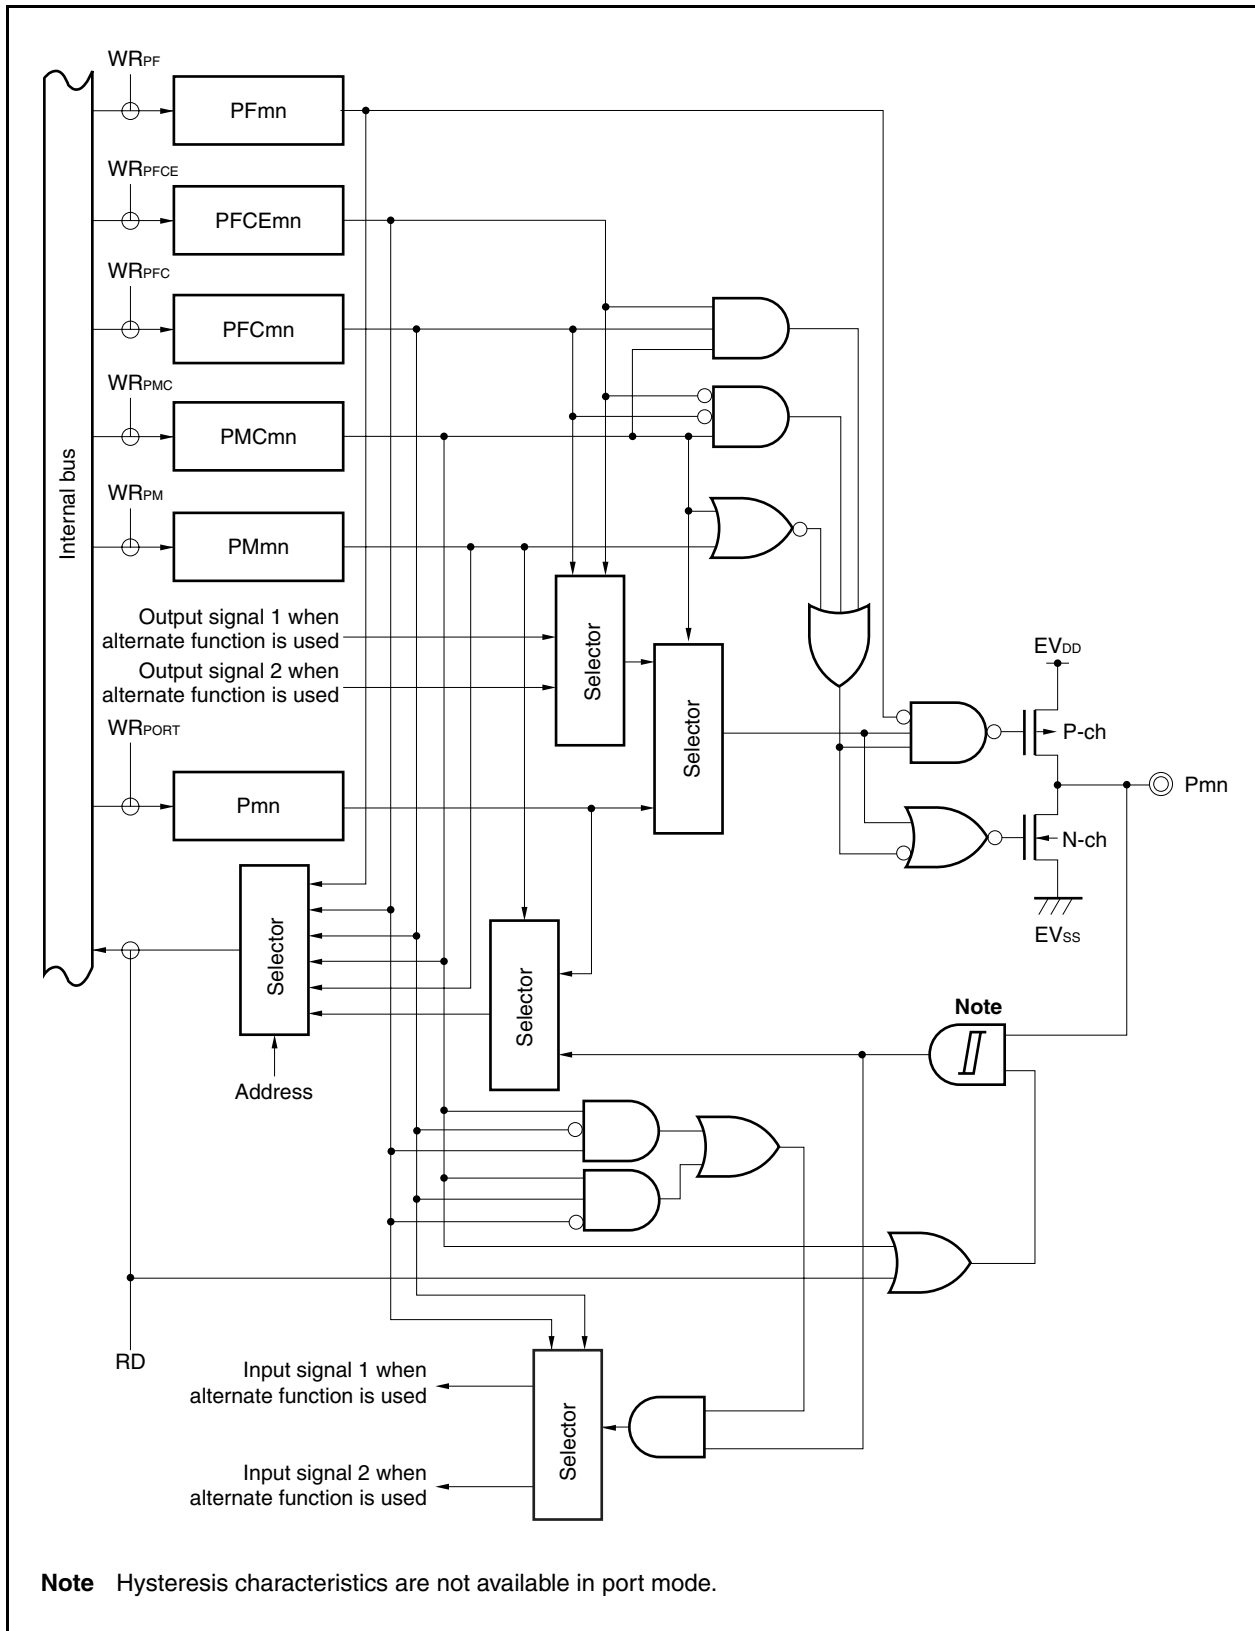 WRPF
PFmn
WRPFCE
PFCEmn
WRPFC
PFCmn
WRPMC
PMCmn
WRPM
PMmn
Internal bus
Output signal 1 when
alternate function is used
Output signal 2 when
alternate function is used
Selector
Selector
WRPORT
Pmn
EVDD
P-ch
Pmn
N-ch
EVSS
Selector
Selector
Address
Note
RD
Input signal 1 when
alternate function is used
Input signal 2 when
alternate function is used
Selector
Note Hysteresis characteristics are not available in port mode.